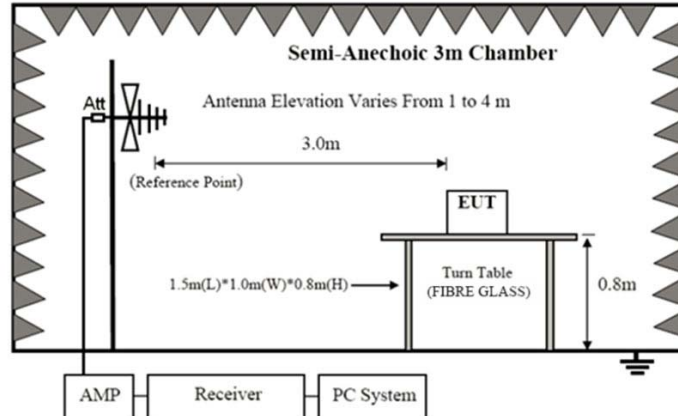 Semi-Anechoic 3m Chamber
Att
Antenna Elevation Varies From 1 to 4 m
3.0m
(Reference Point)
EUT
1.5m(L)*1.0m(W)*0.8m(H)
Turn Table
(FIBRE GLASS)
0.8m
AMP
Receiver
PC System